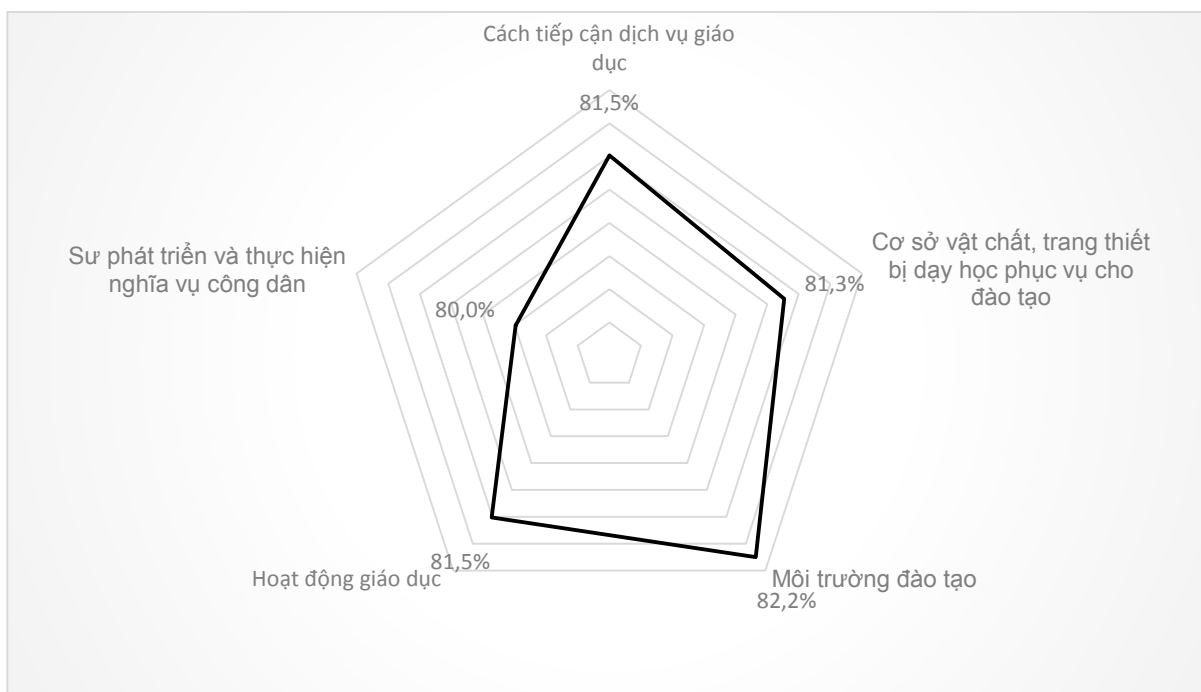 Cách tiếp cận dịch vụ giáo
dục
81,5%
Cơ sở vật chất, trang thiết
bị dạy học phục vụ cho
đào tạo
81,3%
Sư phát triển và thực hiện
nghĩa vụ công dân
80,0%
81,5%
Hoạt động giáo dục
Môi trường đào tạo
82,2%